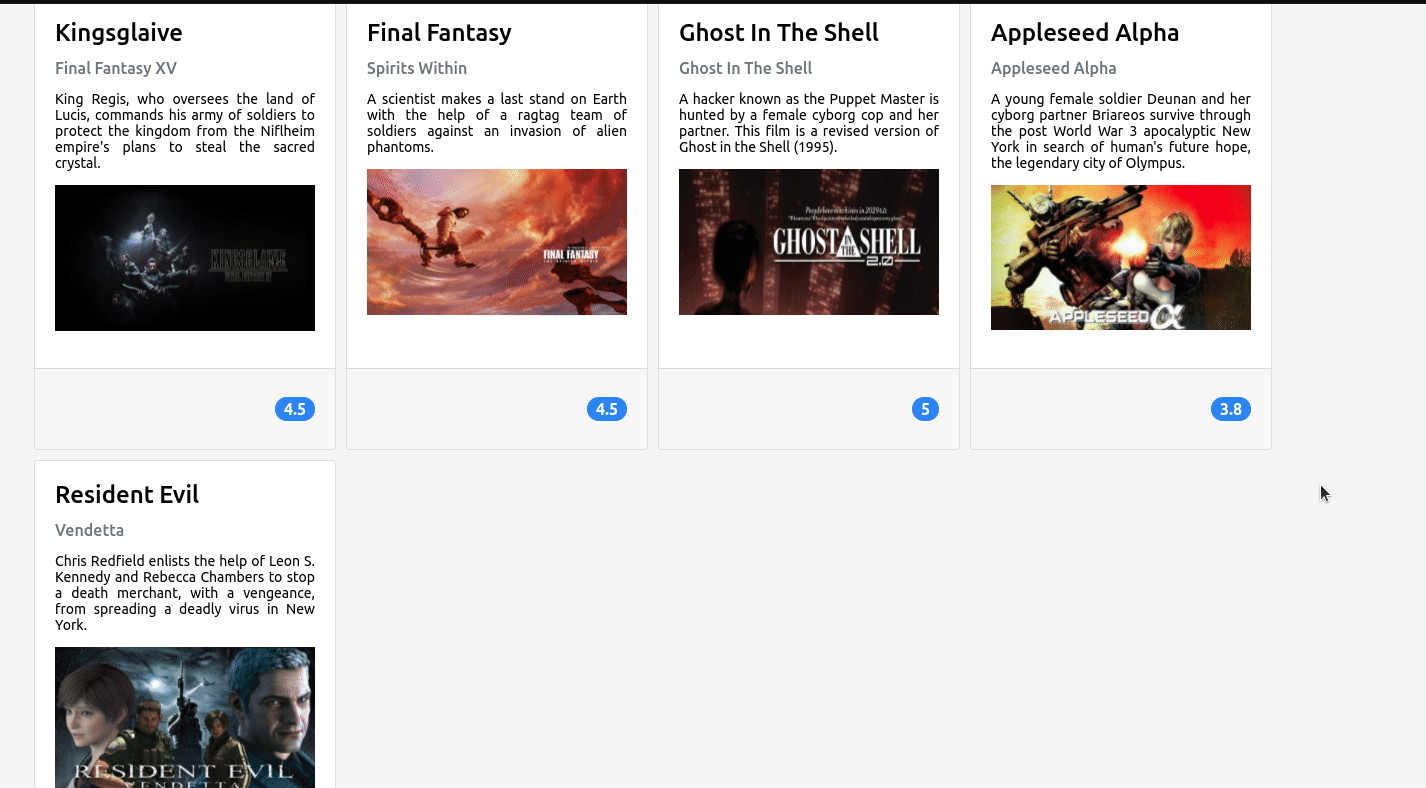 Kingsglaive
Final Fantasy XV
King Regis, who oversees the land of
Lucis, commands his army of soldiers to
protect the kingdom from the Niflheim
empire's plans to steal the sacred
crystal.
KINGSGLAIVE
FINAL FANTASY XV
4.5
Final Fantasy
Spirits Within
A scientist makes a last stand on Earth
with the help of a ragtag team of
soldiers against an invasion of alien
phantoms.
FINAL FANTASY
THE SPIRITS WITHIN
4.5
Ghost In The Shell
Ghost In The Shell
A hacker known as the Puppet Master is
hunted by a female cyborg cop and her
partner. This film is a revised version of
Ghost in the Shell (1995).
GHOST IN THE SHELL
2.0
5
Appleseed Alpha
Appleseed Alpha
A young female soldier Deunan and her
cyborg partner Briareos survive through
the post World War 3 apocalyptic New
York in search of human's future hope,
the legendary city of Olympus.
APPLESEED α
3.8
Resident Evil
Vendetta
Chris Redfield enlists the help of Leon S.
Kennedy and Rebecca Chambers to stop
a death merchant, with a vengeance,
from spreading a deadly virus in New
York.
RESIDENT EVIL
VENDETTA